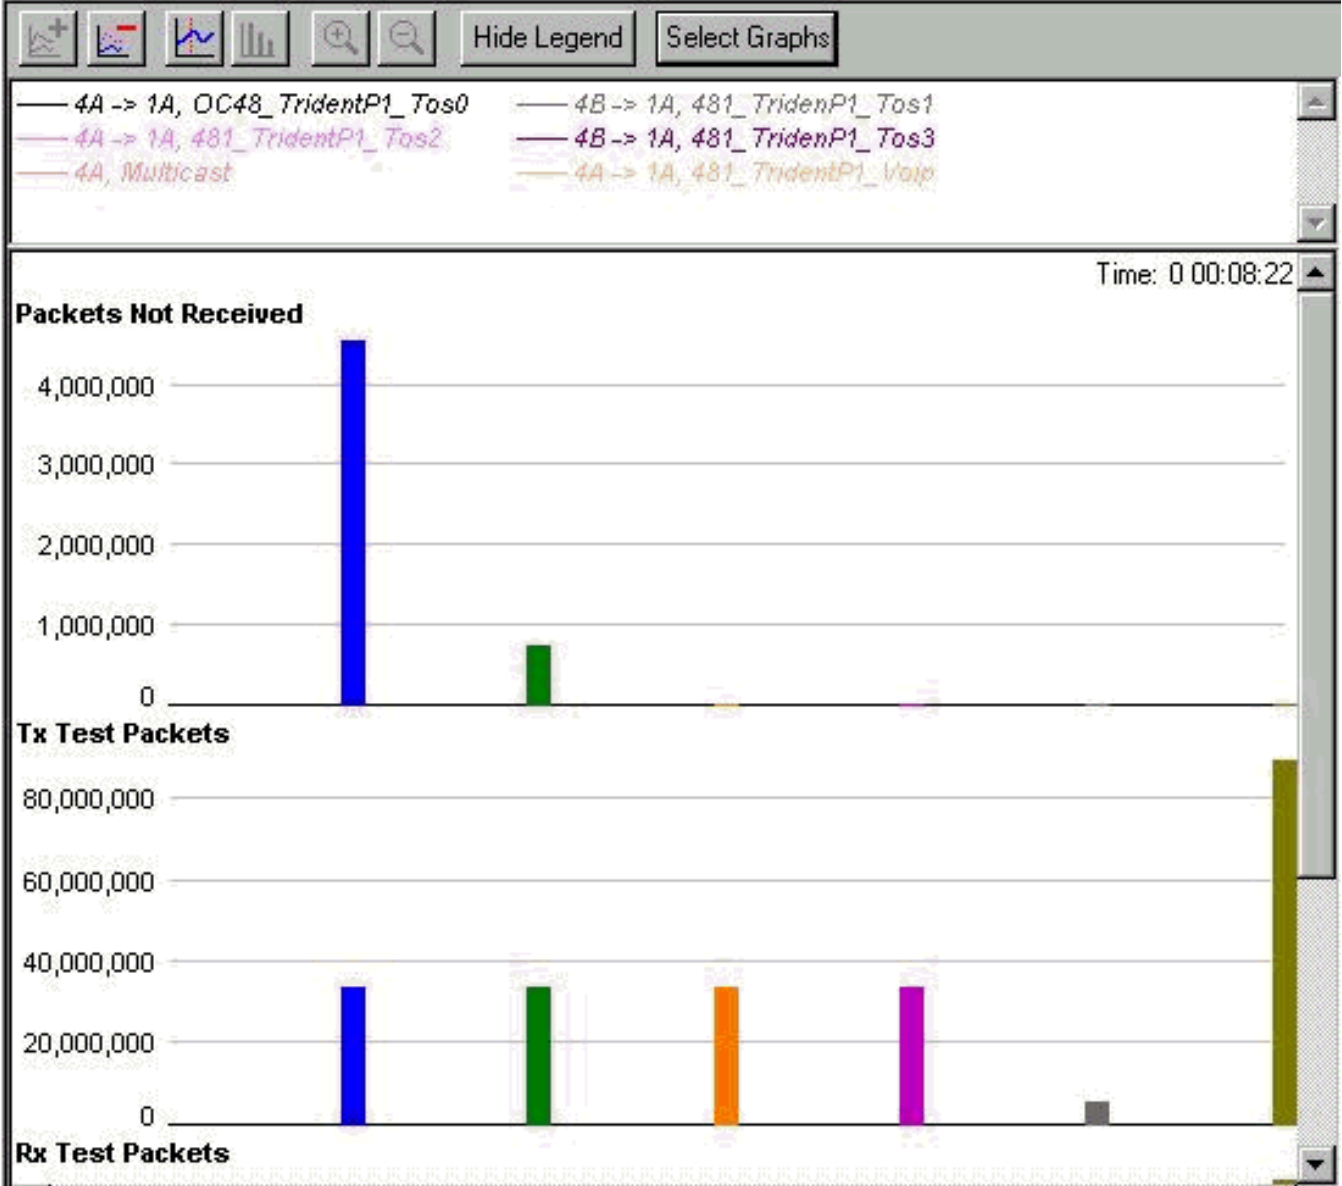 Hide Legend Select Graphs
4A -> 1A, OC48_TridentP1_Tos0 4B -> 1A, 481_TridenP1_Tos1
4A -> 1A, 481_TridentP1_Tos2 4B -> 1A, 481_TridenP1_Tos3
4A, Multicast 4A -> 1A, 481_TridentP1_Voip
Time: 0 00:08:22
Packets Not Received
4,000,000
3,000,000
2,000,000
1,000,000
0
Tx Test Packets
80,000,000
60,000,000
40,000,000
20,000,000
0
Rx Test Packets